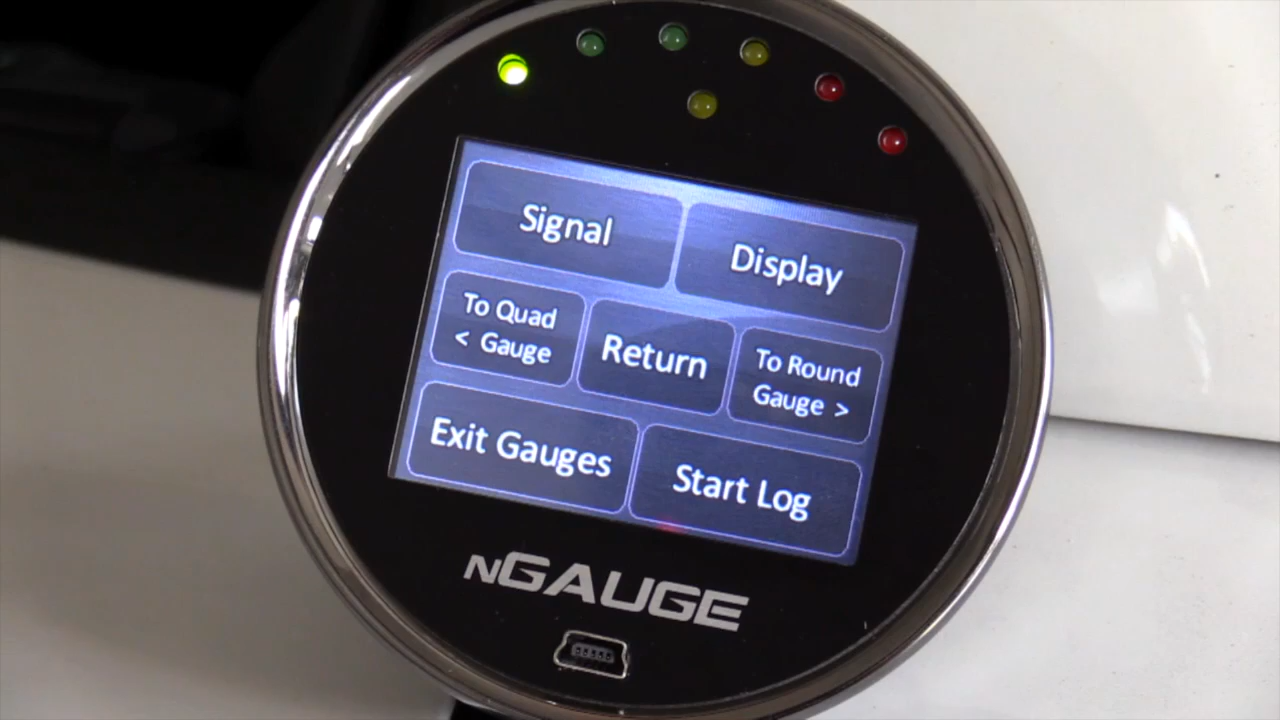 Signal
Display
To Quad
< Gauge
Return
To Round
Gauge >
Exit Gauges
Start Log
nGAUGE